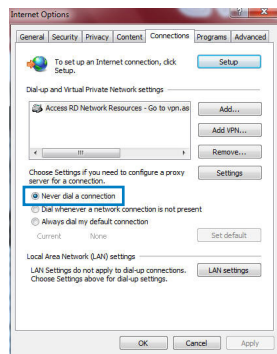 Internet Options
General Security Privacy Content Connections Programs Advanced
To set up an Internet connection, click
Setup.
Setup
Dial-up and Virtual Private Network settings
Access RD Network Resources - Go to vpn.as
Add...
Add VPN...
Remove...
Choose Settings if you need to configure a proxy
server for a connection.
Settings
Never dial a connection
Dial whenever a network connection is not present
Always dial my default connection
Current None
Set default
Local Area Network (LAN) settings
LAN Settings do not apply to dial-up connections.
Choose Settings above for dial-up settings.
LAN settings
OK Cancel Apply